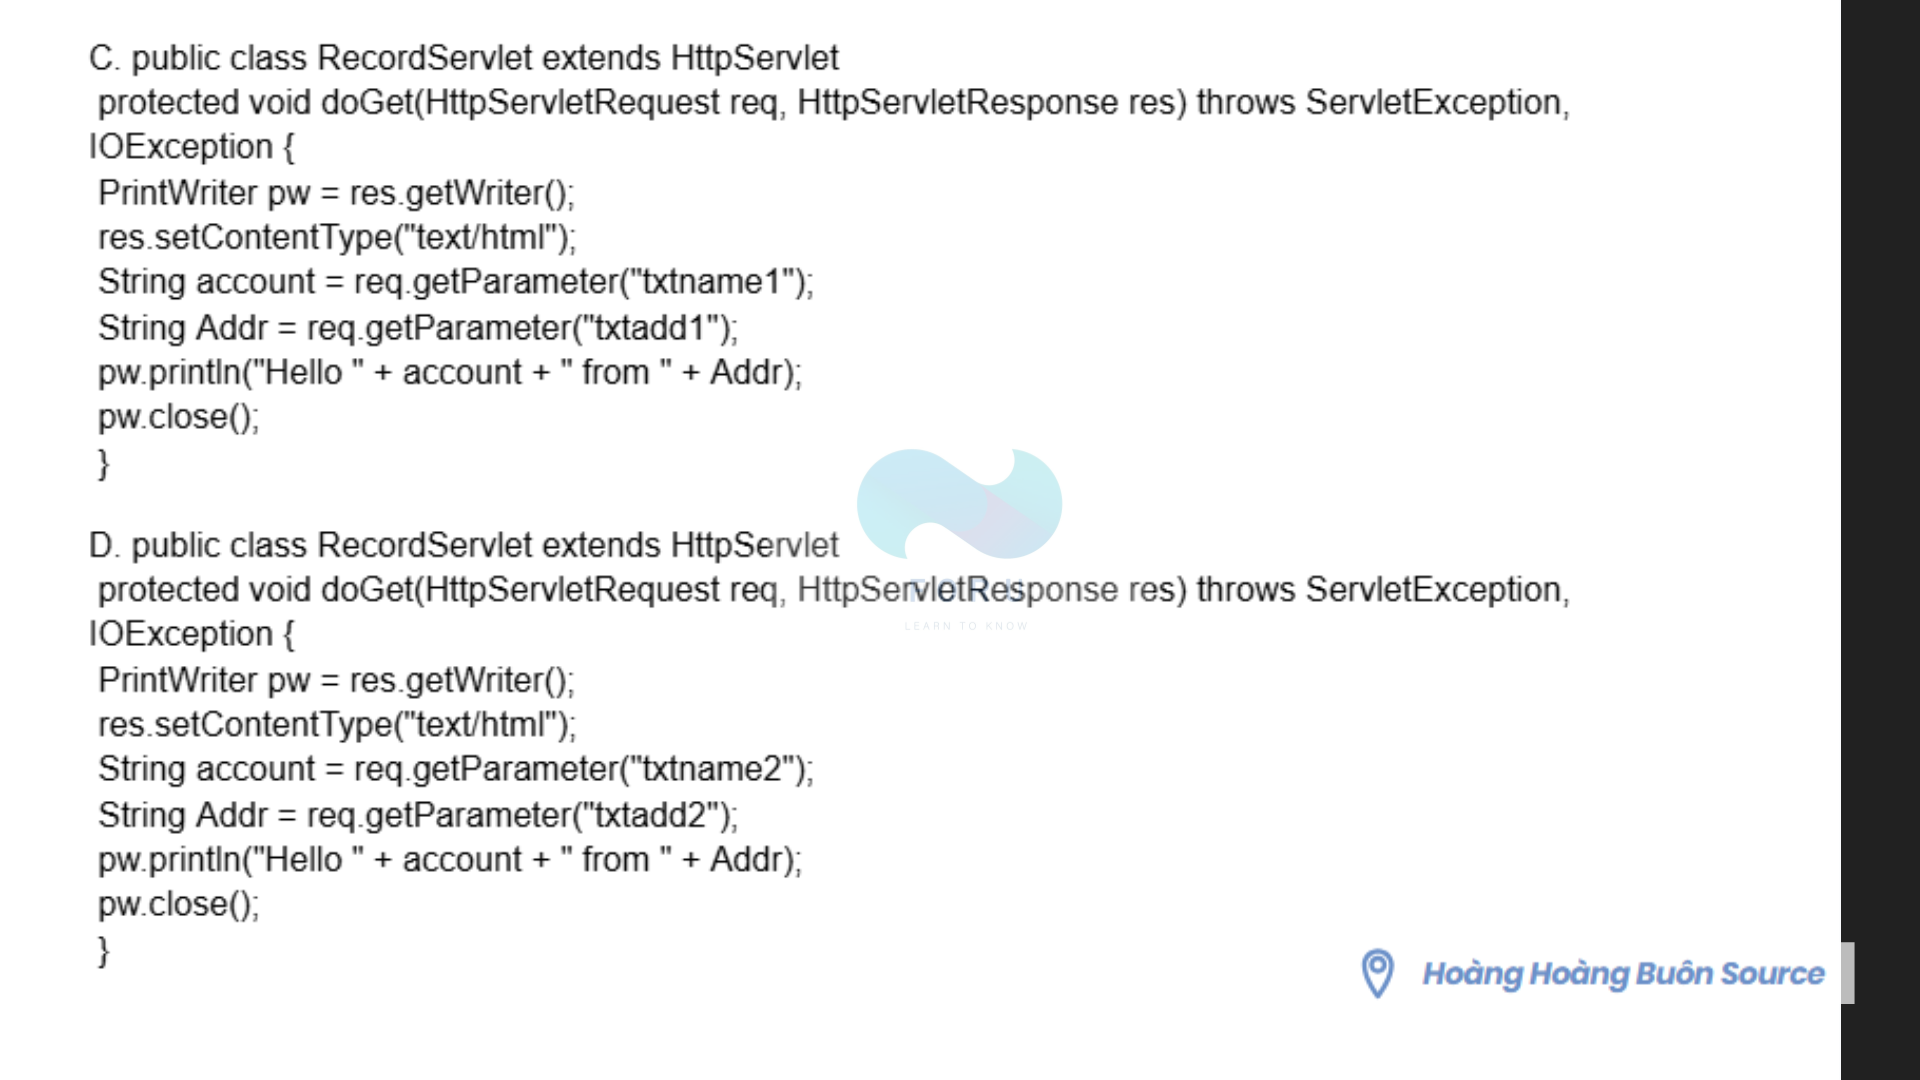 C. public class RecordServlet extends HttpServlet
protected void doGet(HttpServletRequest req, HttpServletResponse res) throws ServletException,
IOException {
PrintWriter pw = res.getWriter();
res.setContentType("text/html");
String account = req.getParameter("txtname1");
String Addr = req.getParameter("txtadd1");
pw.println("Hello " + account + " from " + Addr);
pw.close();
}
D. public class RecordServlet extends HttpServlet
protected void doGet(HttpServletRequest req, HttpServletResponse res) throws ServletException,
IOException {
LEARN TO KNOW
PrintWriter pw = res.getWriter();
res.setContentType("text/html");
String account = req.getParameter("txtname2");
String Addr = req.getParameter("txtadd2");
pw.println("Hello " + account + " from " + Addr);
pw.close();
}
Hoàng Hoàng Buôn Source